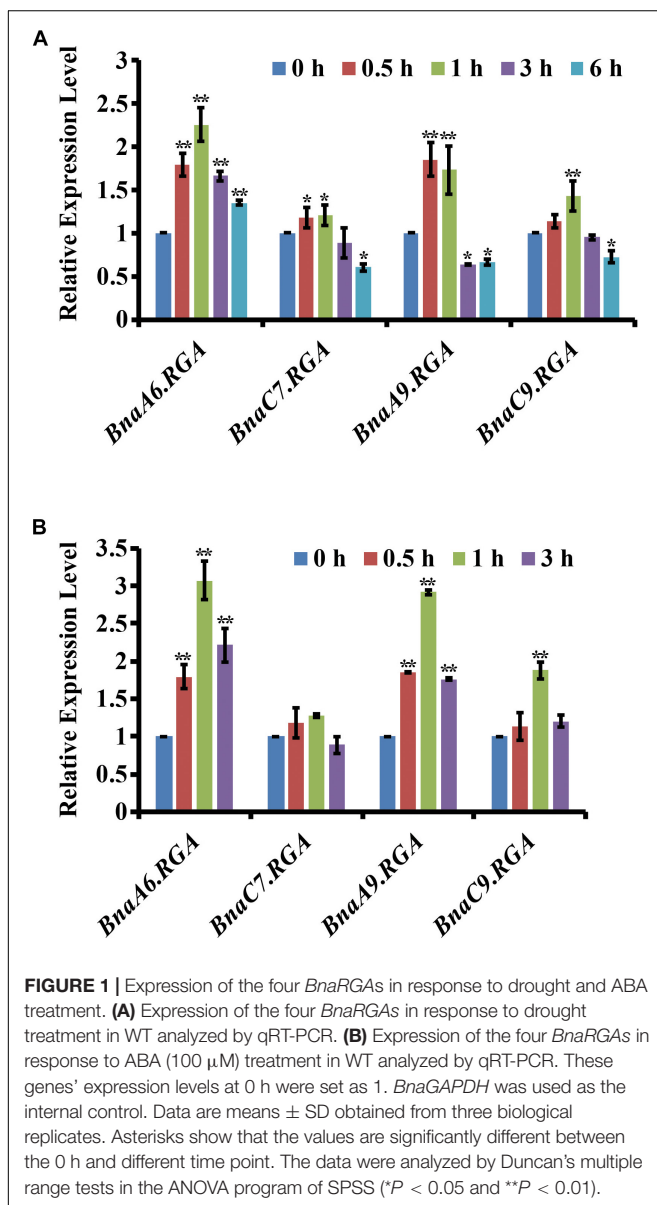 A
3
2.5
2
1.5
1
0.5
0
Relative Expression Level
0 h 0.5 h 1 h 3 h 6 h
** ** ** **
* * *
** ** * *
** *
BnaA6.RGA BnaC7.RGA BnaA9.RGA BnaC9.RGA
B
3.5
3
2.5
2
1.5
1
0.5
0
Relative Expression Level
0 h 0.5 h 1 h 3 h
** ** **
** ** **
**
BnaA6.RGA BnaC7.RGA BnaA9.RGA BnaC9.RGA
FIGURE 1 | Expression of the four BnaRGAs in response to drought and ABA
treatment. (A) Expression of the four BnaRGAs in response to drought
treatment in WT analyzed by qRT-PCR. (B) Expression of the four BnaRGAs in
response to ABA (100 μM) treatment in WT analyzed by qRT-PCR. These
genes' expression levels at 0 h were set as 1. BnaGAPDH was used as the
internal control. Data are means ± SD obtained from three biological
replicates. Asterisks show that the values are significantly different between
the 0 h and different time point. The data were analyzed by Duncan's multiple
range tests in the ANOVA program of SPSS (*P < 0.05 and **P < 0.01).